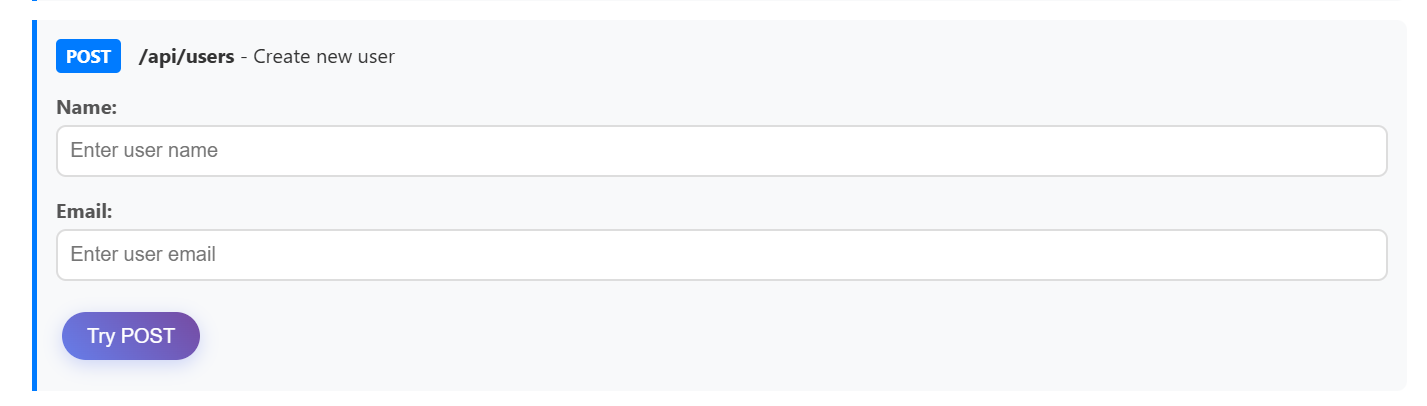 POST /api/users - Create new user
Name:
Enter user name
Email:
Enter user email
Try POST